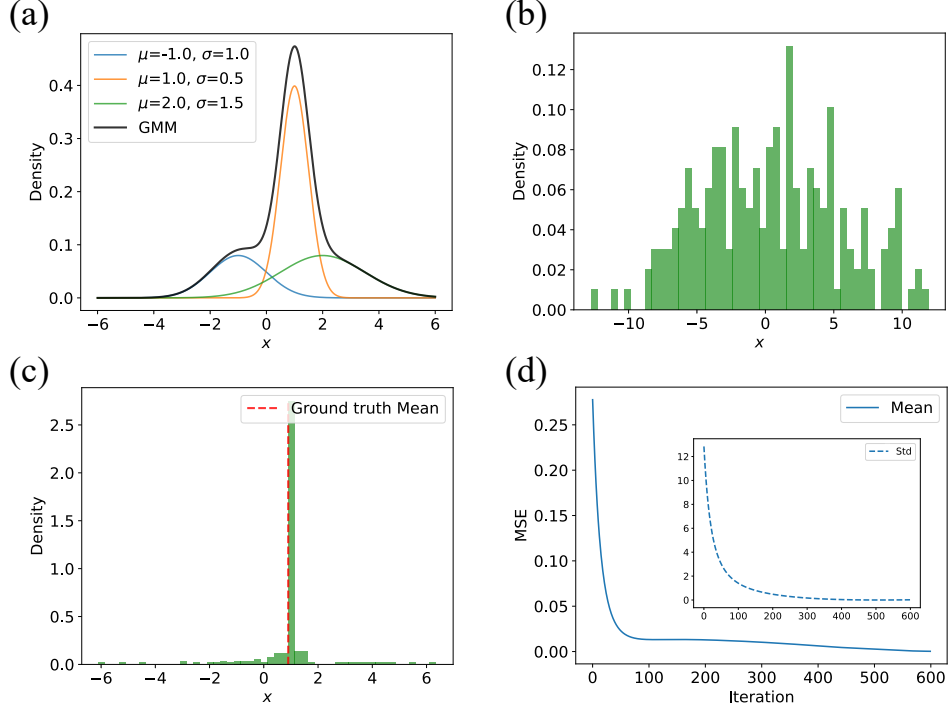 (a)
μ=-1.0, σ=1.0
μ=1.0, σ=0.5
μ=2.0, σ=1.5
GMM
Density
0.4
0.3
0.2
0.1
0.0
−6 −4 −2 0 2 4 6
x
(b)
Density
0.12
0.10
0.08
0.06
0.04
0.02
0.00
−10 −5 0 5 10
x
(c)
Ground truth Mean
Density
2.5
2.0
1.5
1.0
0.5
0.0
−6 −4 −2 0 2 4 6
x
(d)
Mean
MSE
0.25
0.20
0.15
0.10
0.05
0.00
0 100 200 300 400 500 600
Iteration
Std
12
10
8
6
4
2
0
0 100 200 300 400 500 600